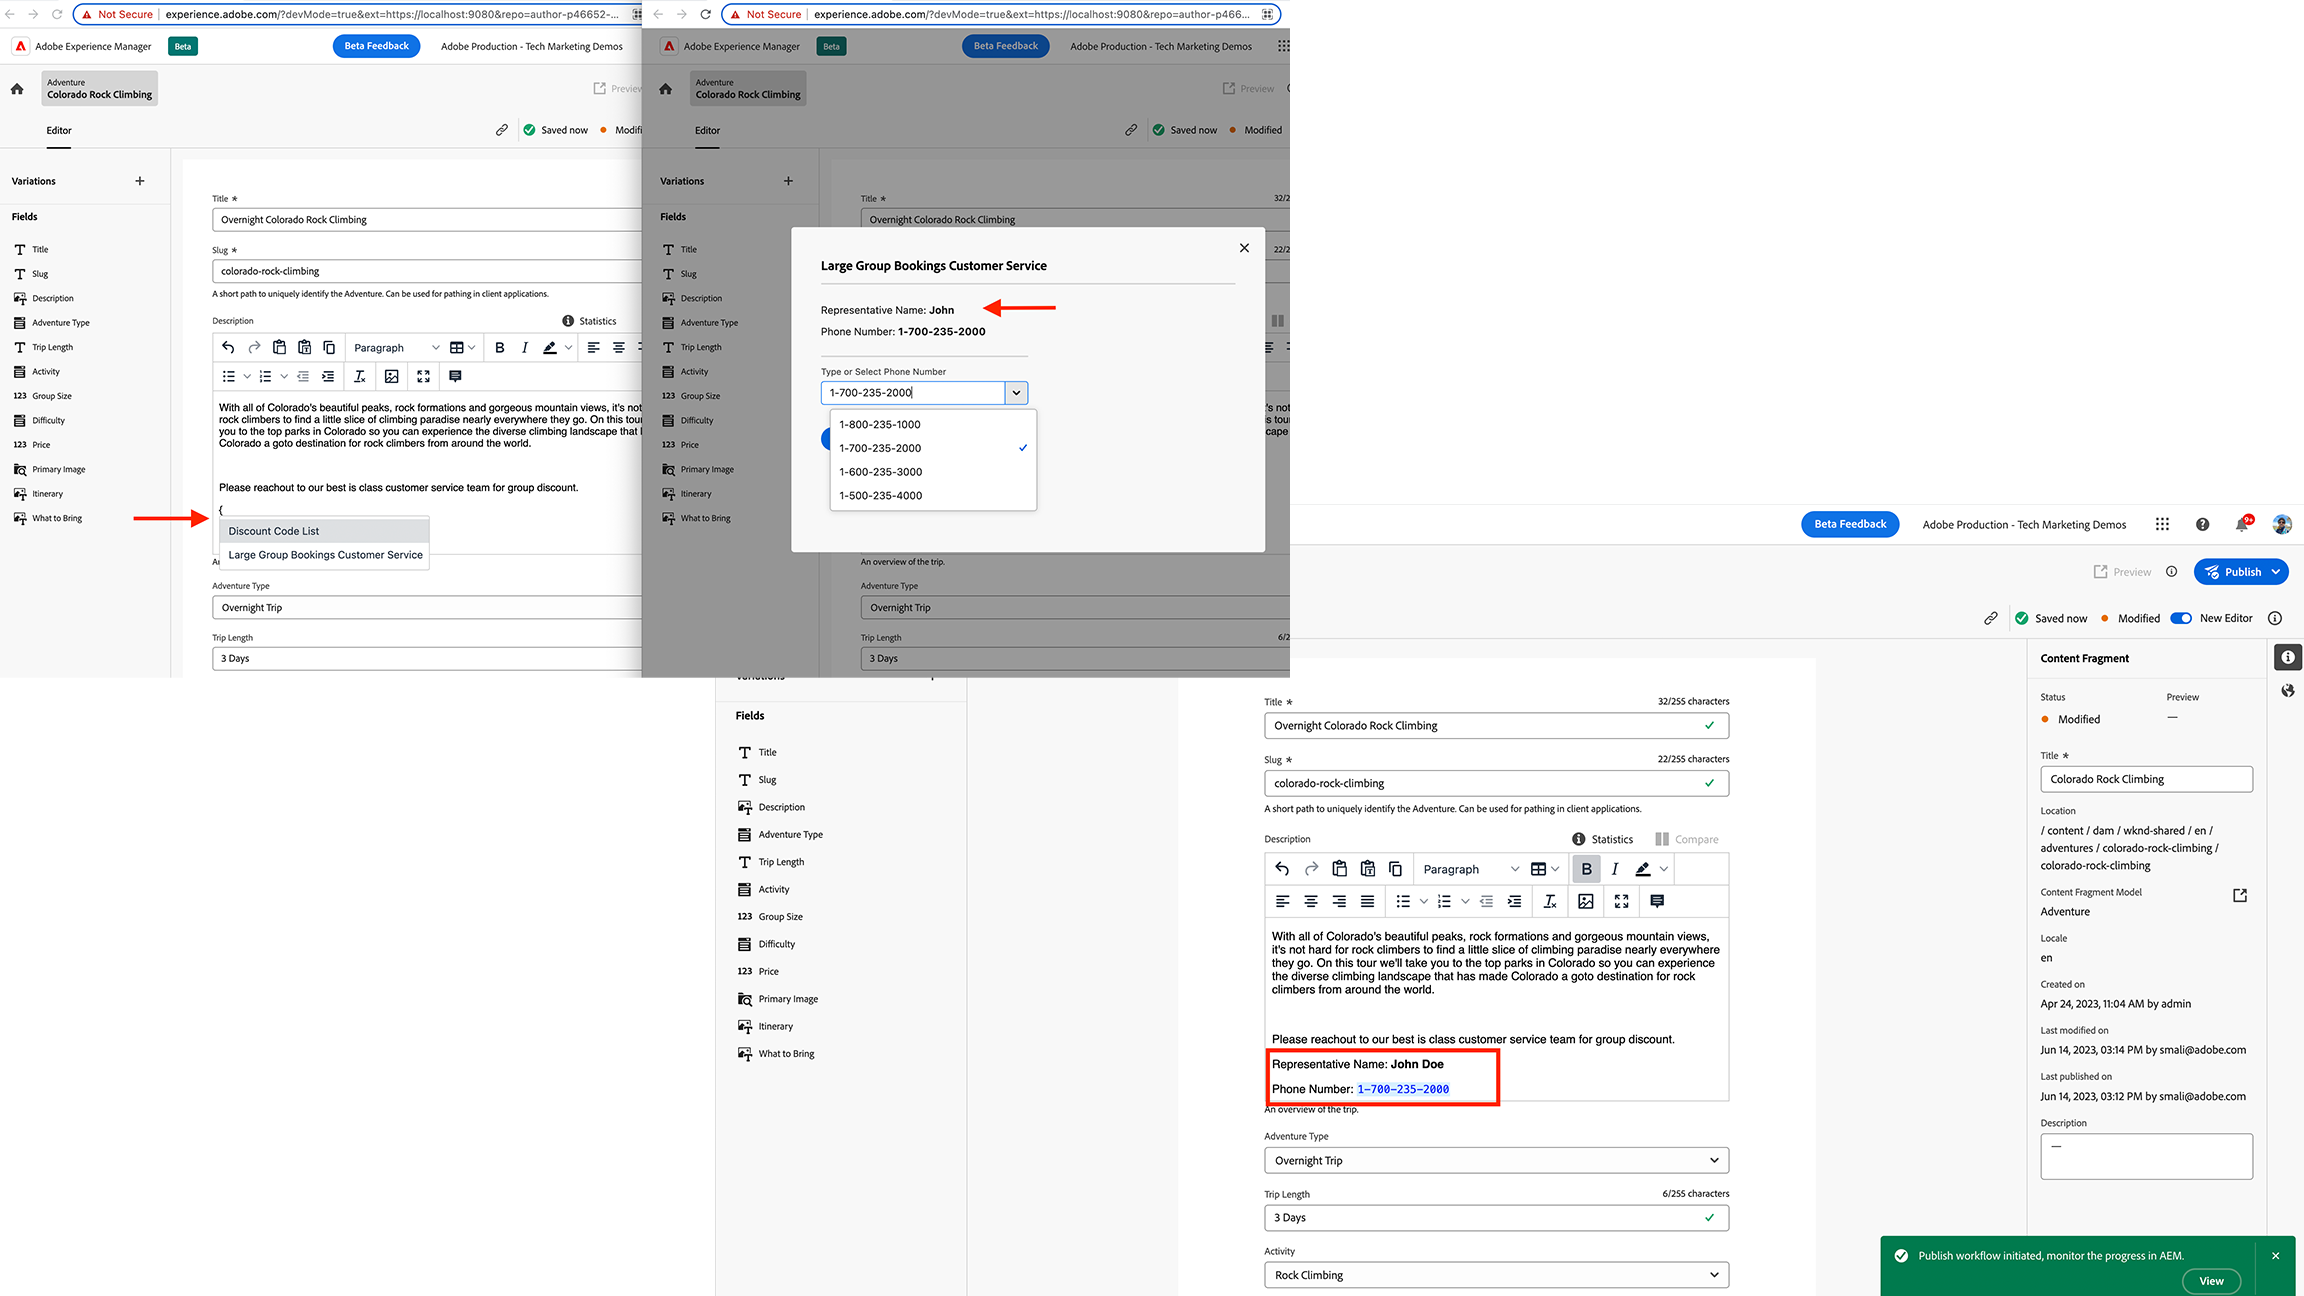 Not Secure
experience.adobe.com/?devMode=true&ext=https://localhost:9080&repo=author-p46652-...
Adobe Experience Manager
Beta
Beta Feedback
Adobe Production - Tech Marketing Demos
Adventure
Colorado Rock Climbing
Preview
Editor
Saved now
Modifi
Variations
Fields
Title
Slug
Description
Adventure Type
Trip Length
Activity
123 Group Size
Difficulty
123 Price
Primary Image
Itinerary
What to Bring
Title *
Overnight Colorado Rock Climbing
Slug *
colorado-rock-climbing
A short path to uniquely identify the Adventure. Can be used for pathing in client applications.
Description
Statistics
Paragraph
B I
With all of Colorado's beautiful peaks, rock formations and gorgeous mountain views, it's not
rock climbers to find a little slice of climbing paradise nearly everywhere they go. On this tour
you to the top parks in Colorado so you can experience the diverse climbing landscape that
Colorado a goto destination for rock climbers from around the world.
Please reachout to our best is class customer service team for group discount.
{
Discount Code List
Large Group Bookings Customer Service
Adventure Type
Overnight Trip
Trip Length
3 Days
Not Secure
experience.adobe.com/?devMode=true&ext=https://localhost:9080&repo=author-p466...
Adobe Experience Manager
Beta
Beta Feedback
Adobe Production - Tech Marketing Demos
Adventure
Colorado Rock Climbing
Preview
Editor
Saved now
Modified
Variations
Fields
Title
Slug
Description
Adventure Type
Trip Length
Activity
123 Group Size
Difficulty
123 Price
Primary Image
Itinerary
What to Bring
Title *
32/2
Overnight Colorado Rock Climbing
22/2
Large Group Bookings Customer Service
Representative Name: John
Phone Number: 1-700-235-2000
Type or Select Phone Number
1-700-235-2000
1-800-235-1000
1-700-235-2000
1-600-235-3000
1-500-235-4000
's not
is tour
cape
An overview of the trip.
Adventure Type
Overnight Trip
Trip Length
6/2
3 Days
Beta Feedback
Adobe Production - Tech Marketing Demos
9+
Preview
Publish
Saved now
Modified
New Editor
Variations
Fields
Title
Slug
Description
Adventure Type
Trip Length
Activity
123 Group Size
Difficulty
123 Price
Primary Image
Itinerary
What to Bring
Title *
32/255 characters
Overnight Colorado Rock Climbing
Slug *
22/255 characters
colorado-rock-climbing
A short path to uniquely identify the Adventure. Can be used for pathing in client applications.
Description
Statistics
Compare
Paragraph
B I
With all of Colorado's beautiful peaks, rock formations and gorgeous mountain views,
it's not hard for rock climbers to find a little slice of climbing paradise nearly everywhere
they go. On this tour we'll take you to the top parks in Colorado so you can experience
the diverse climbing landscape that has made Colorado a goto destination for rock
climbers from around the world.
Please reachout to our best is class customer service team for group discount.
Representative Name: John Doe
Phone Number: 1-700-235-2000
An overview of the trip.
Adventure Type
Overnight Trip
Trip Length
6/255 characters
3 Days
Activity
Rock Climbing
Content Fragment
Status
Preview
Modified
—
Title *
Colorado Rock Climbing
Location
/ content / dam / wknd-shared / en /
adventures / colorado-rock-climbing /
colorado-rock-climbing
Content Fragment Model
Adventure
Locale
en
Created on
Apr 24, 2023, 11:04 AM by admin
Last modified on
Jun 14, 2023, 03:14 PM by smali@adobe.com
Last published on
Jun 14, 2023, 03:12 PM by smali@adobe.com
Description
—
Publish workflow initiated, monitor the progress in AEM.
View